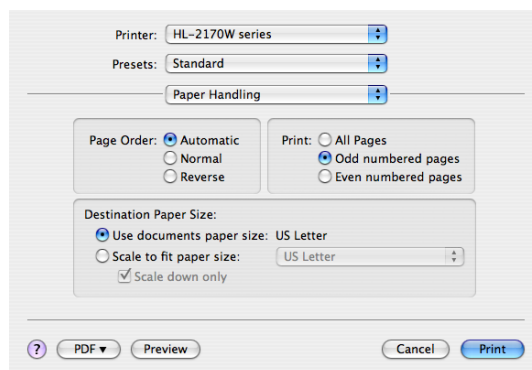 Printer: HL-2170W series
Presets: Standard
Paper Handling
Page Order: Automatic Print: All Pages
Normal Odd numbered pages
Reverse Even numbered pages
Destination Paper Size:
Use documents paper size: US Letter
Scale to fit paper size: US Letter
Scale down only
? PDF▼ Preview Cancel Print